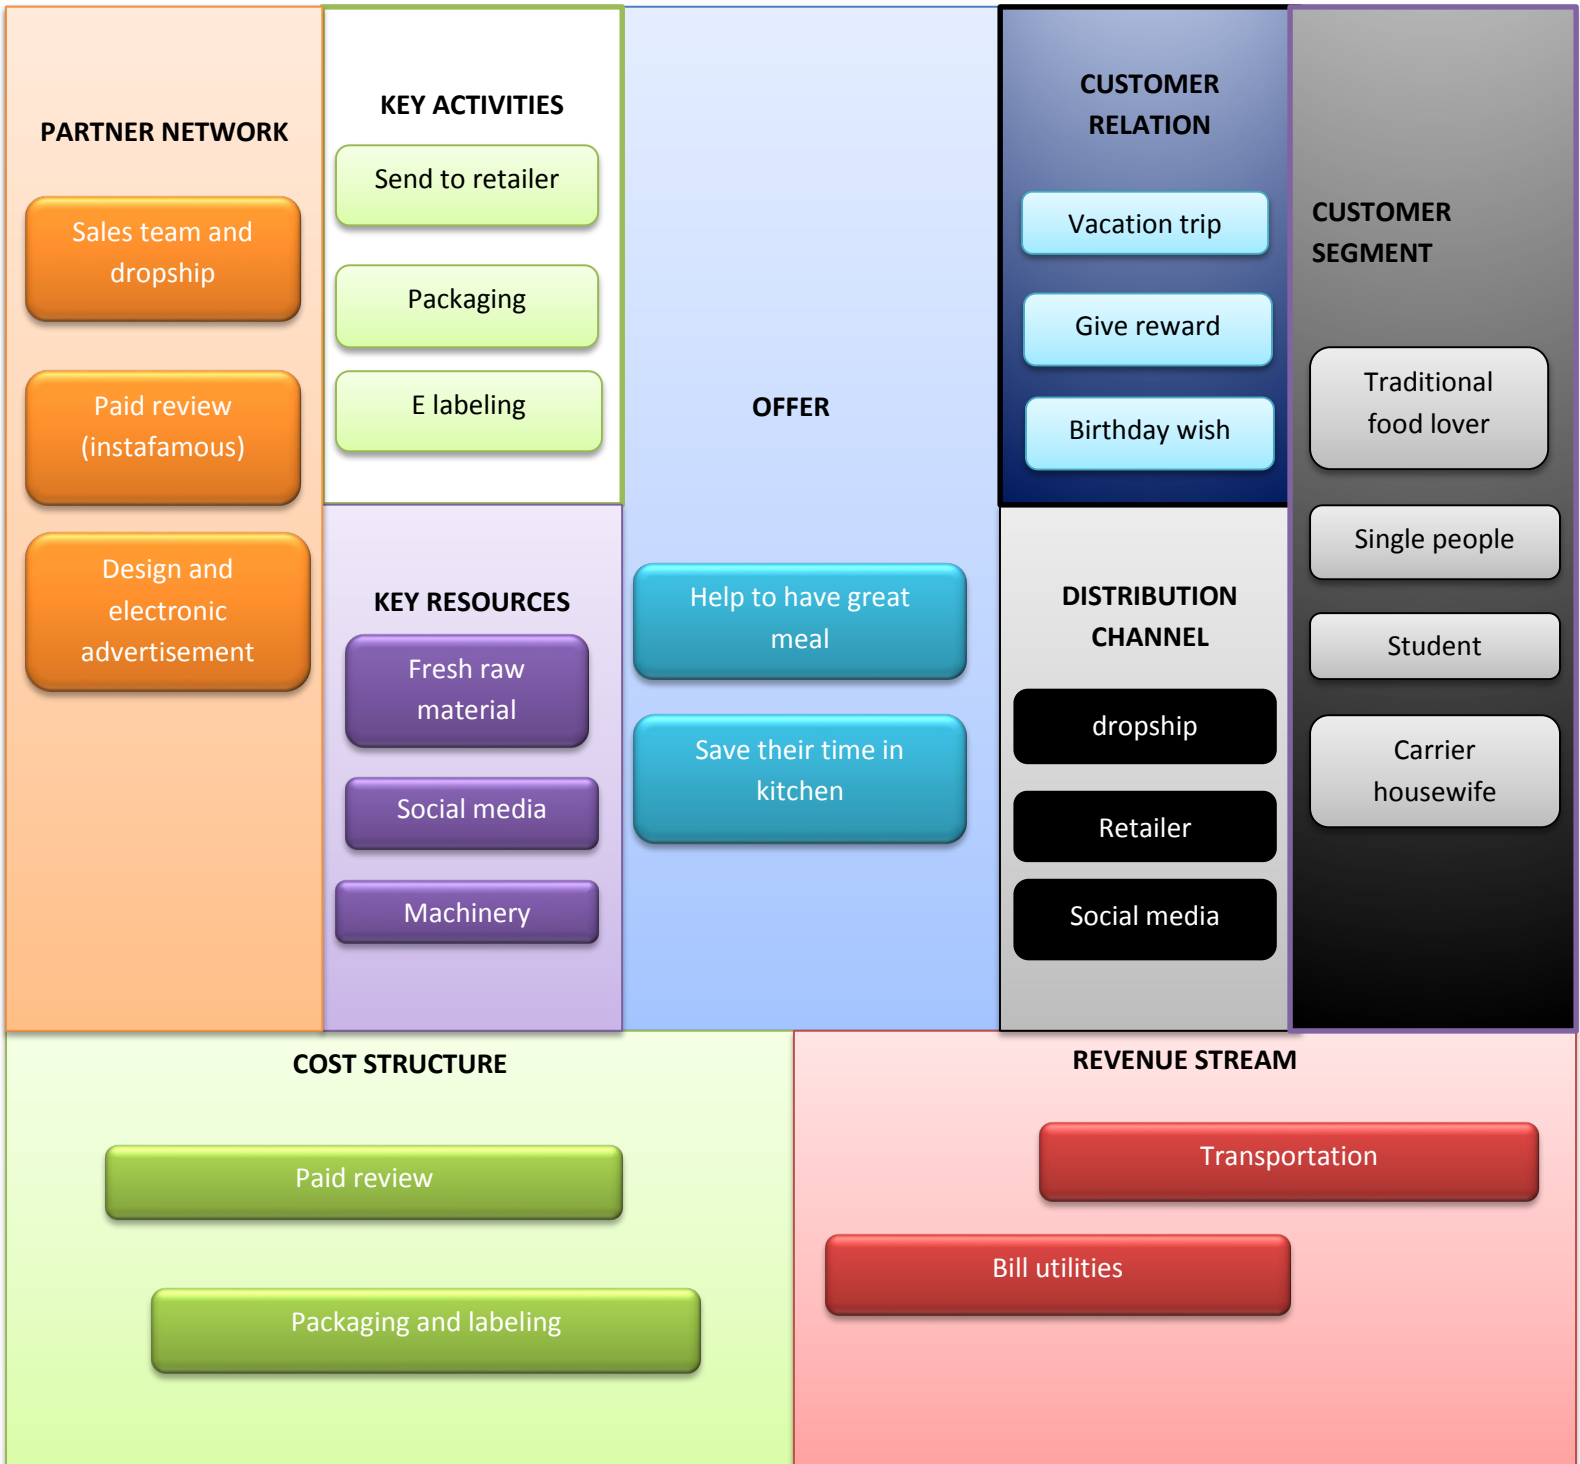 PARTNER NETWORK
Sales team and
dropship
Paid review
(instafamous)
Design and
electronic
advertisement
KEY ACTIVITIES
Send to retailer
Packaging
E labeling
KEY RESOURCES
Fresh raw
material
Social media
Machinery
OFFER
Help to have great
meal
Save their time in
kitchen
CUSTOMER
RELATION
Vacation trip
Give reward
Birthday wish
DISTRIBUTION
CHANNEL
dropship
Retailer
Social media
CUSTOMER
SEGMENT
Traditional
food lover
Single people
Student
Carrier
housewife
COST STRUCTURE
Paid review
Packaging and labeling
REVENUE STREAM
Transportation
Bill utilities